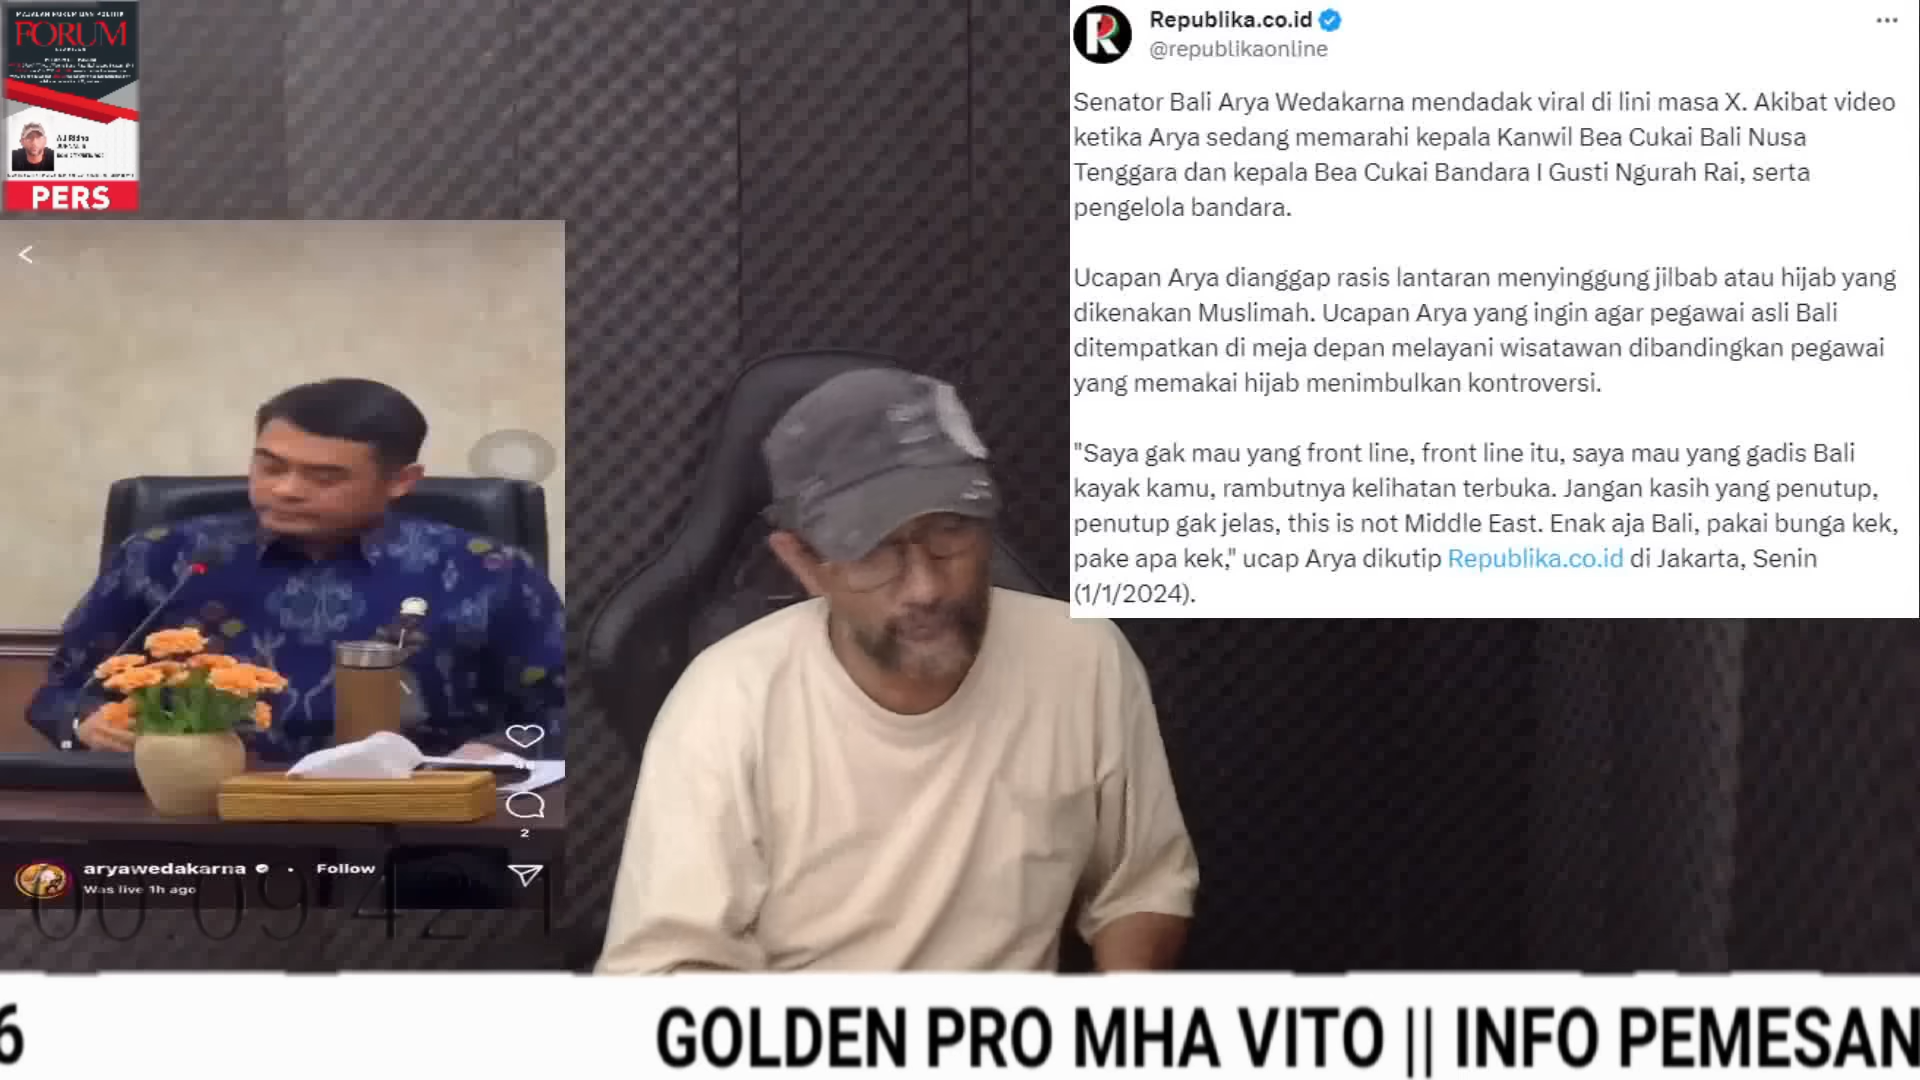 FORUM
PERS
Republika.co.id
@republikaonline
Senator Bali Arya Wedakarna mendadak viral di lini masa X. Akibat video
ketika Arya sedang memarahi kepala Kanwil Bea Cukai Bali Nusa
Tenggara dan kepala Bea Cukai Bandara I Gusti Ngurah Rai, serta
pengelola bandara.
Ucapan Arya dianggap rasis lantaran menyinggung jilbab atau hijab yang
dikenakan Muslimah. Ucapan Arya yang ingin agar pegawai asli Bali
ditempatkan di meja depan melayani wisatawan dibandingkan pegawai
yang memakai hijab menimbulkan kontroversi.
"Saya gak mau yang front line, front line itu, saya mau yang gadis Bali
kayak kamu, rambutnya kelihatan terbuka. Jangan kasih yang penutup,
penutup gak jelas, this is not Middle East. Enak aja Bali, pakai bunga kek,
pake apa kek," ucap Arya dikutip Republika.co.id di Jakarta, Senin
(1/1/2024).
2
aryawedakarna • Follow
Was live 1h ago
00:09:42:1
6 GOLDEN PRO MHA VITO || INFO PEMESAN